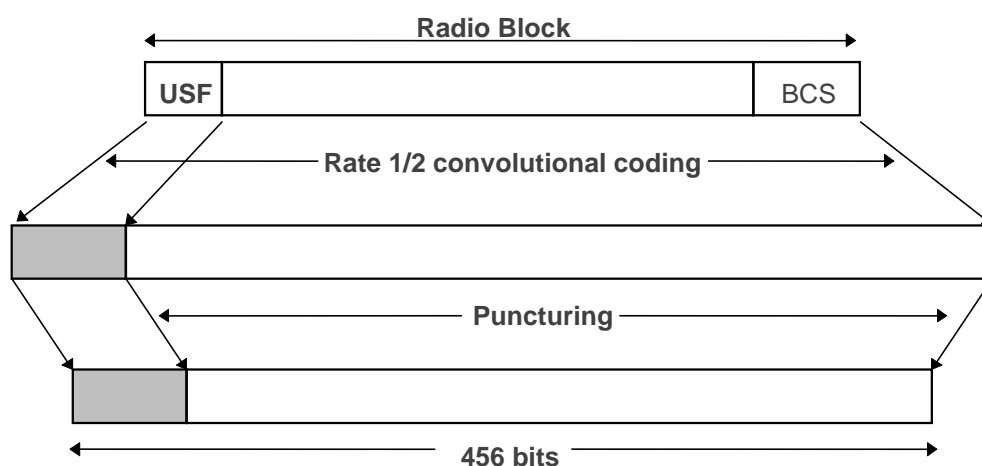 Radio Block
USF BCS
Rate 1/2 convolutional coding
Puncturing
456 bits